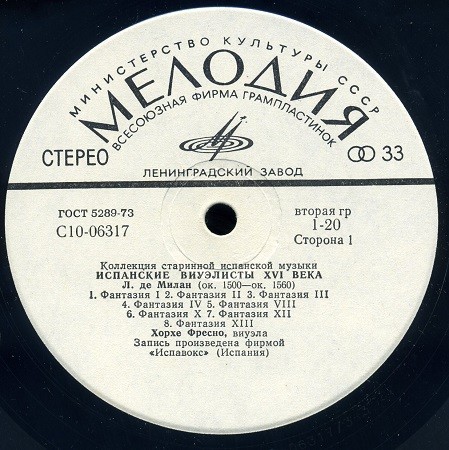 МИНИСТЕРСТВО КУЛЬТУРЫ СССР
МЕЛОДИЯ
ВСЕСОЮЗНАЯ ФИРМА ГРАМПЛАСТИНОК
СТЕРЕО
33
ЛЕНИНГРАДСКИЙ ЗАВОД
ГОСТ 5289-73
С10-06317
вторая гр
1-20
Сторона 1
Коллекция старинной испанской музыки
ИСПАНСКИЕ ВИУЭЛИСТЫ XVI ВЕКА
Л. де Милан (ок. 1500—ок. 1560)
1. Фантазия I 2. Фантазия II 3. Фантазия III
4. Фантазия IV 5. Фантазия VIII
6. Фантазия X 7. Фантазия XII
8. Фантазия XIII
Хорхе Фресно, виуэла
Запись произведена фирмой
«Испавокс» (Испания)